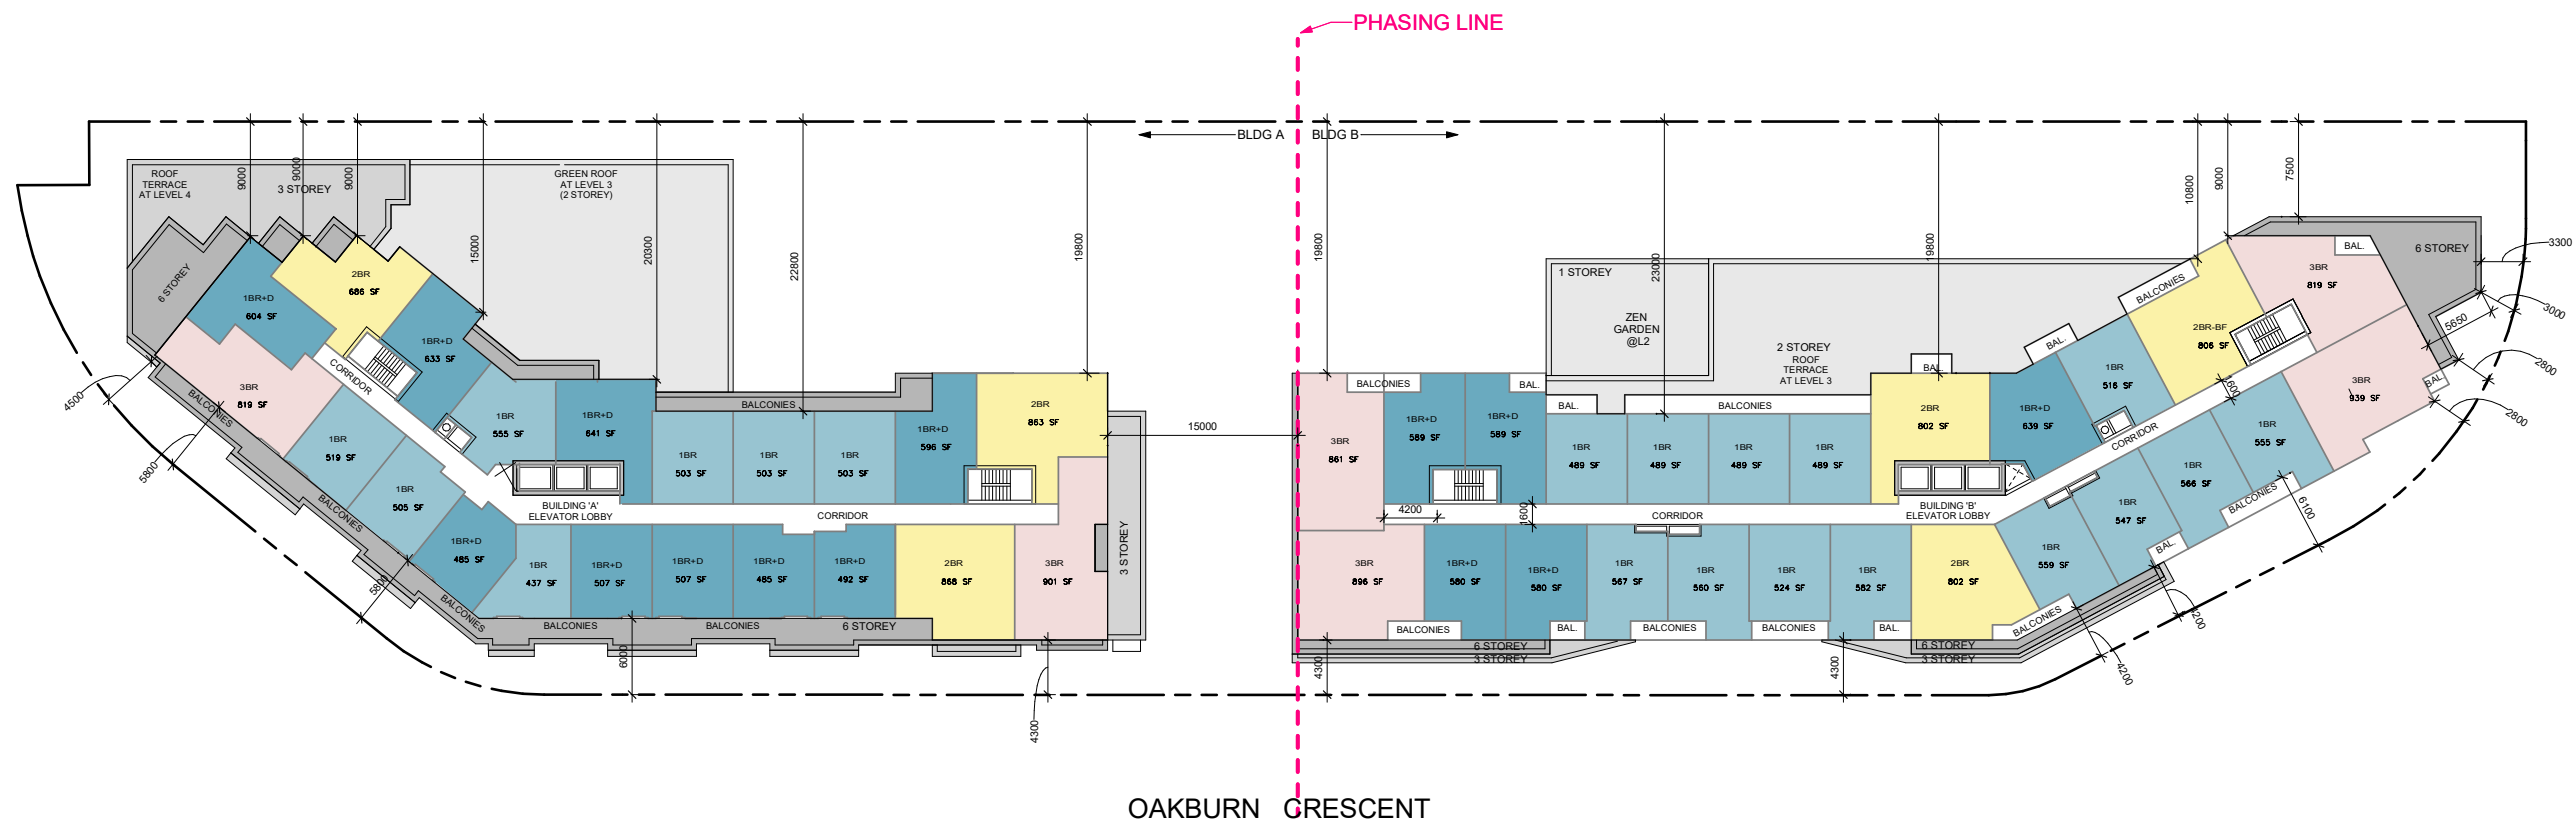 PHASING LINE
BLDG A
BLDG B
ROOF
TERRACE
AT LEVEL 4
3 STOREY
9000
9000
9000
GREEN ROOF
AT LEVEL 3
(2 STOREY)
15000
20300
22800
19800
6 STOREY
1BR+D
604 SF
2BR
686 SF
1BR+D
633 SF
3BR
819 SF
CORRIDOR
1BR
555 SF
1BR+D
641 SF
BALCONIES
1BR
503 SF
1BR
503 SF
1BR
503 SF
1BR+D
596 SF
2BR
863 SF
4500
BALCONIES
5800
1BR
519 SF
1BR
505 SF
BALCONIES
BUILDING 'A'
ELEVATOR LOBBY
CORRIDOR
1BR+D
485 SF
1BR
437 SF
1BR+D
507 SF
1BR+D
507 SF
1BR+D
485 SF
1BR+D
492 SF
2BR
868 SF
3BR
901 SF
3 STOREY
5800
BALCONIES
BALCONIES
BALCONIES
6 STOREY
6000
4300
15000
19800
1 STOREY
23000
19800
10800
9000
7500
ZEN
GARDEN
@L2
2 STOREY
ROOF
TERRACE
AT LEVEL 3
BALCONIES
BAL.
BAL.
BALCONIES
BAL.
BAL.
BALCONIES
BAL.
6 STOREY
3300
3000
5650
2800
2800
3BR
861 SF
1BR+D
589 SF
1BR+D
589 SF
1BR
489 SF
1BR
489 SF
1BR
489 SF
1BR
489 SF
2BR
802 SF
1BR+D
639 SF
1BR
516 SF
2BR-BF
806 SF
3BR
819 SF
3BR
939 SF
BAL.
1600
4200
1600
CORRIDOR
BUILDING 'B'
ELEVATOR LOBBY
CORRIDOR
1BR
555 SF
1BR
566 SF
1BR
547 SF
1BR
559 SF
BALCONIES
6100
BAL.
3BR
896 SF
1BR+D
580 SF
1BR+D
580 SF
1BR
567 SF
1BR
560 SF
1BR
524 SF
1BR
582 SF
2BR
802 SF
BALCONIES
BAL.
BALCONIES
BALCONIES
BAL.
BALCONIES
6 STOREY
3 STOREY
6 STOREY
3 STOREY
4300
4300
4200
OAKBURN CRESCENT